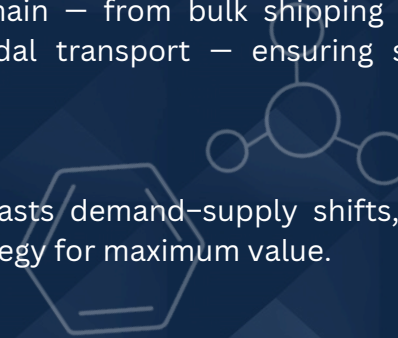 ain — from bulk shipping
dal transport — ensuring s
asts demand–supply shifts,
egy for maximum value.